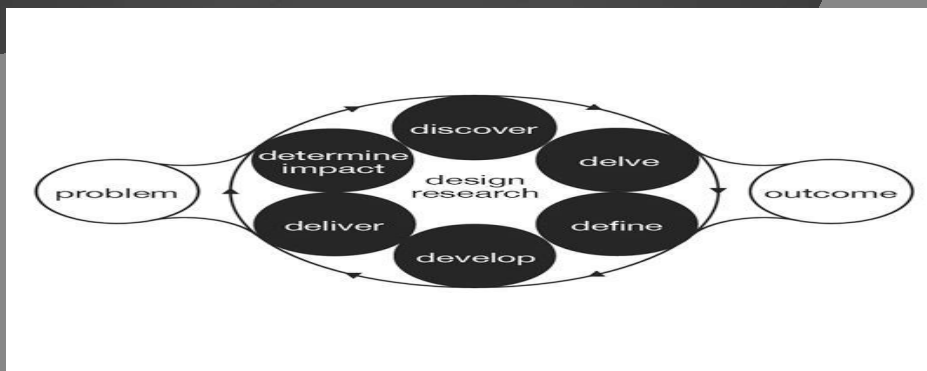 discover
determine
impact
delve
design
research
problem
outcome
deliver
define
develop